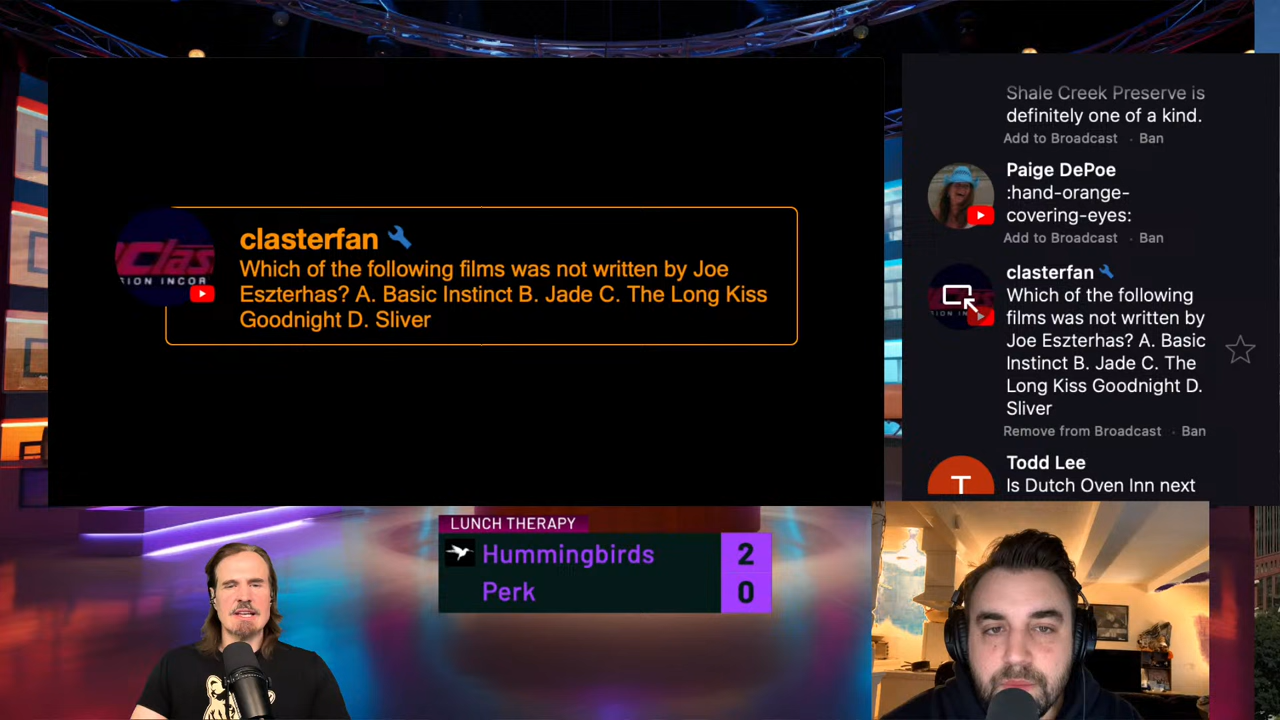 clasterfan
Which of the following films was not written by Joe
Eszterhas? A. Basic Instinct B. Jade C. The Long Kiss
Goodnight D. Sliver
Shale Creek Preserve is
definitely one of a kind.
Add to Broadcast · Ban
Paige DePoe
:hand-orange-
covering-eyes:
Add to Broadcast · Ban
clasterfan
Which of the following
films was not written by
Joe Eszterhas? A. Basic
Instinct B. Jade C. The
Long Kiss Goodnight D.
Sliver
Remove from Broadcast · Ban
T
Todd Lee
Is Dutch Oven Inn next
LUNCH THERAPY
Hummingbirds 2
Perk 0